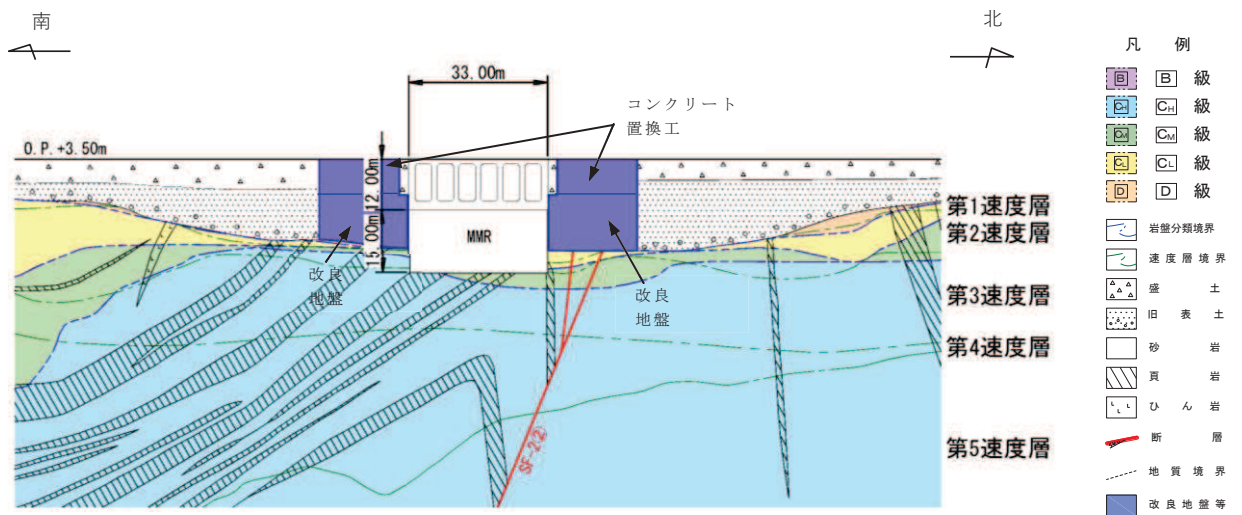 南
北
33.00m
コンクリート
置換工
O.P.+3.50m
12.00m
15.00m
MMR
改良
地盤
改良
地盤
SF-2②
第1速度層
第2速度層
第3速度層
第4速度層
第5速度層
凡 例
B B 級
CH CH 級
CM CM 級
CL CL 級
D D 級
岩盤分類境界
速度層境界
盛 土
旧表土
砂 岩
頁 岩
ひん岩
断 層
地質境界
改良地盤等